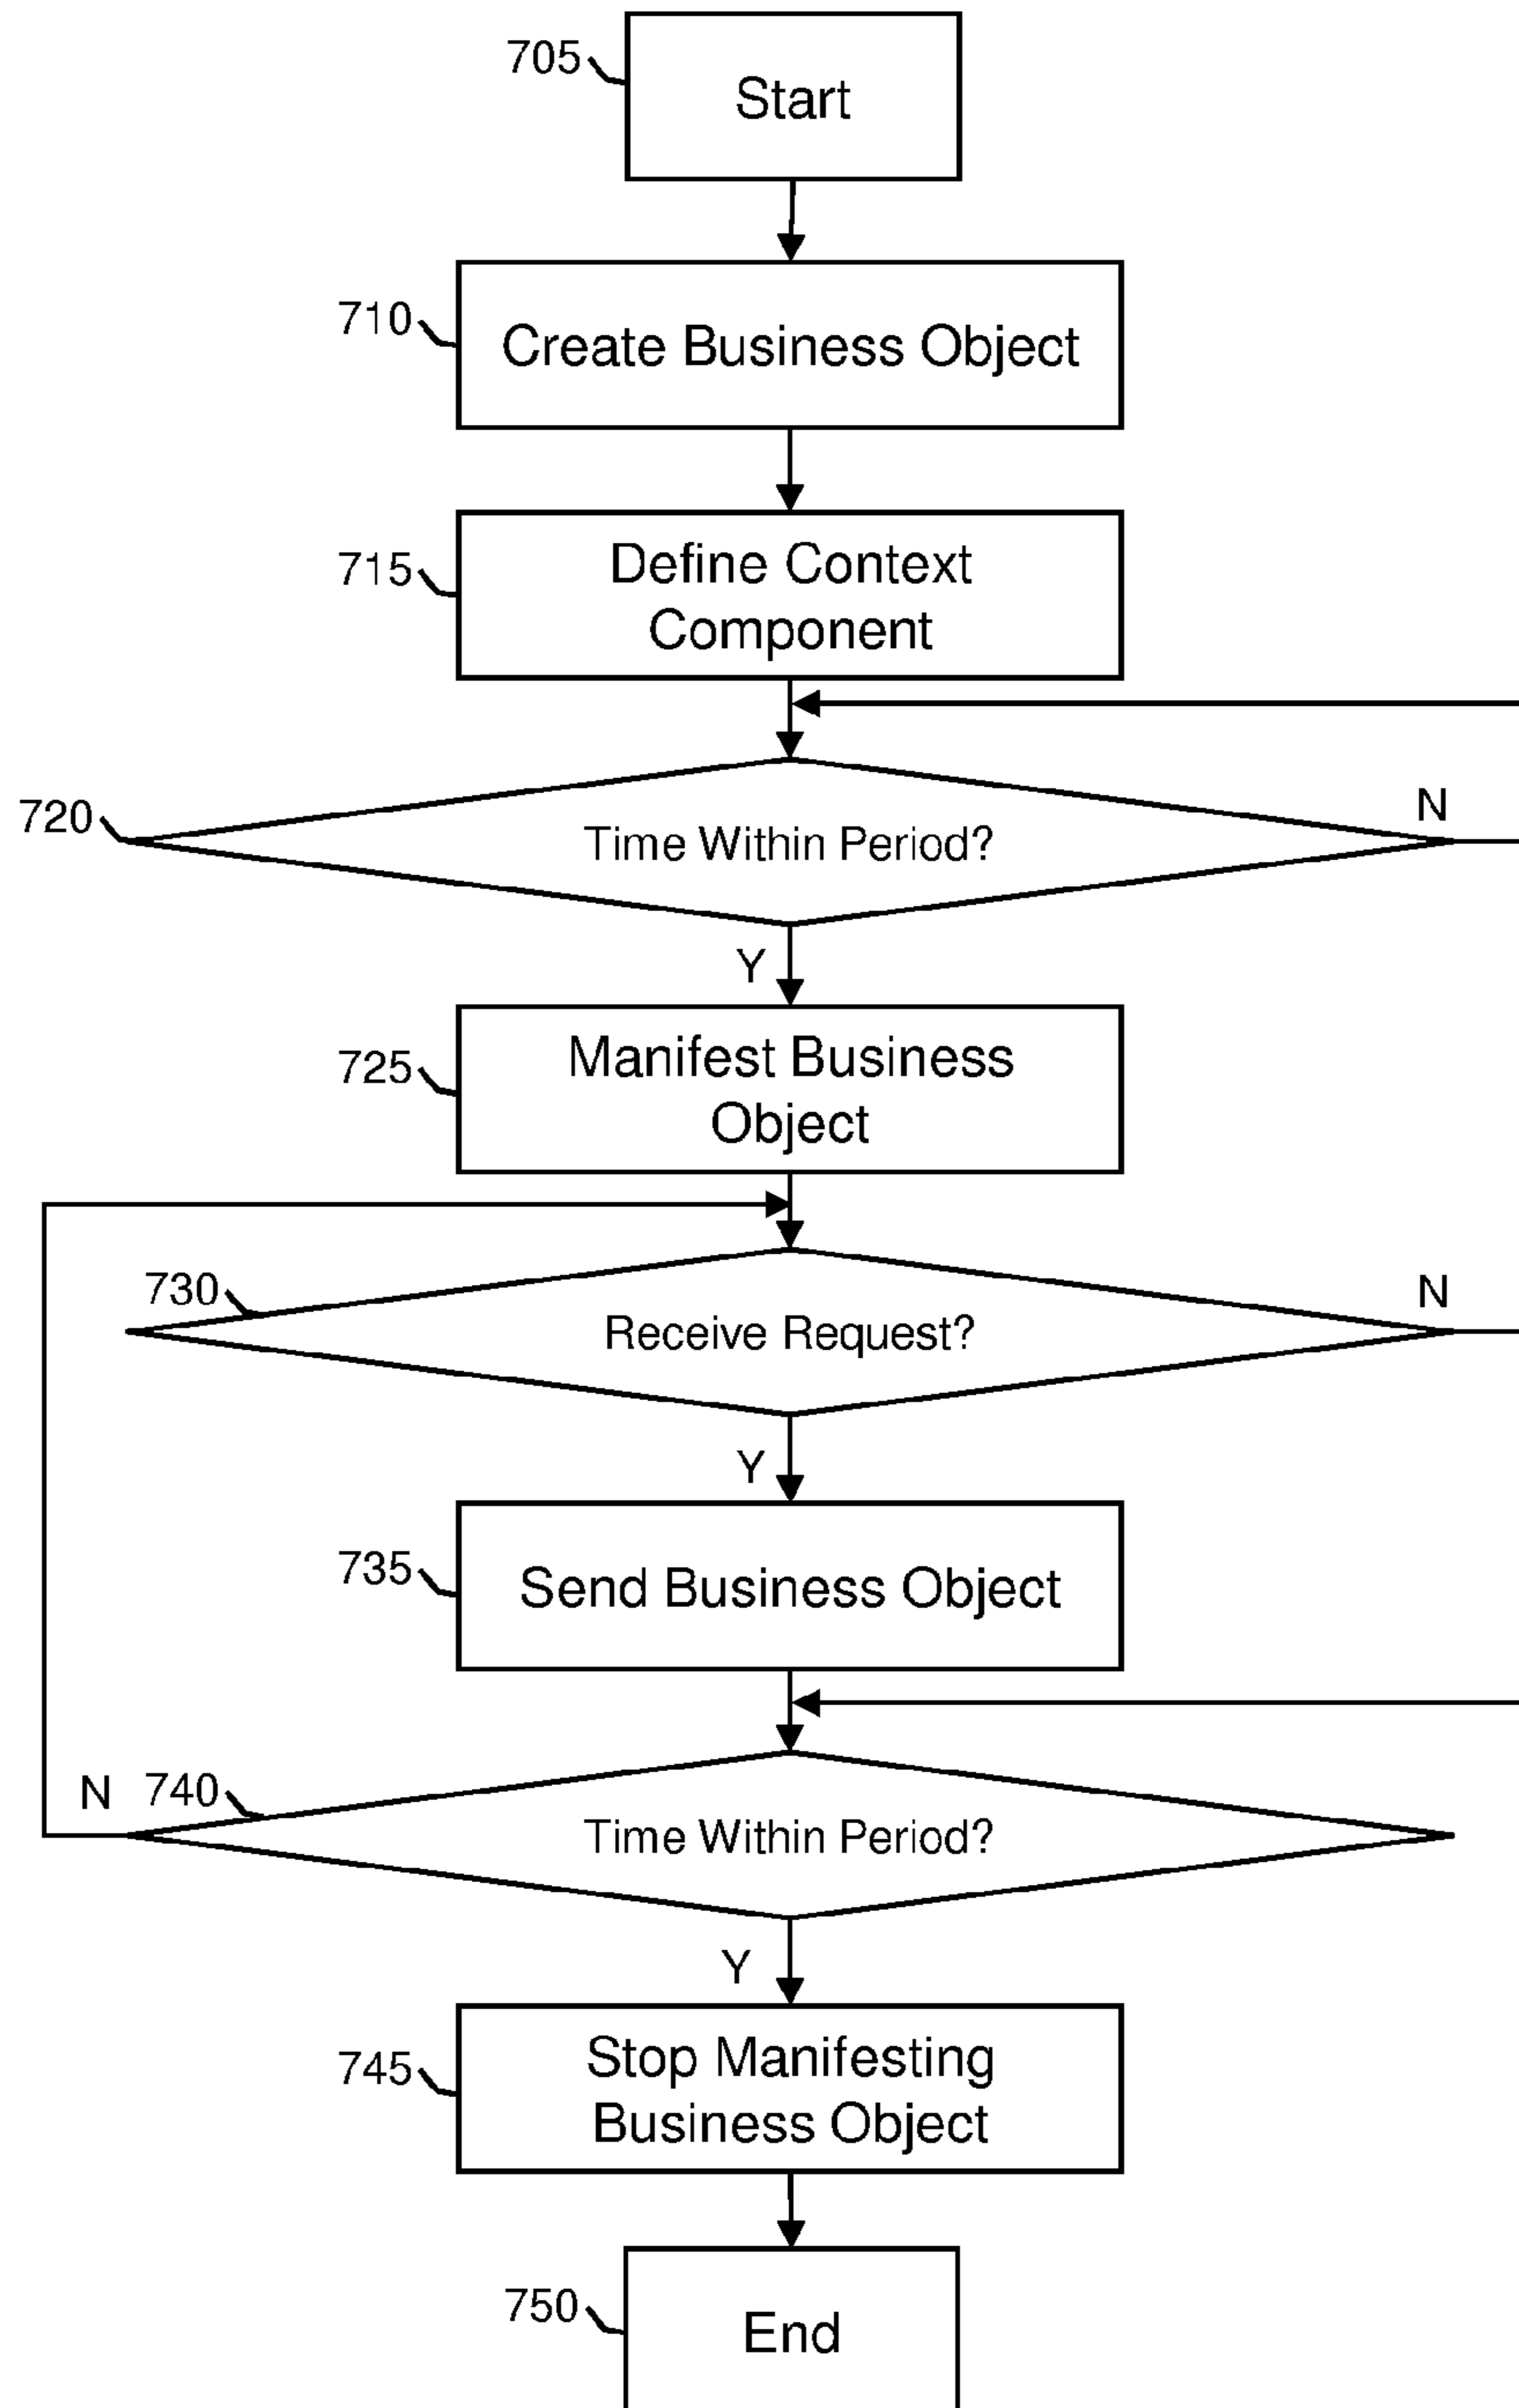 705
Start
710
Create Business Object
715
Define Context
Component
720
Time Within Period?
N
Y
725
Manifest Business
Object
730
Receive Request?
N
Y
735
Send Business Object
N
740
Time Within Period?
Y
745
Stop Manifesting
Business Object
750
End